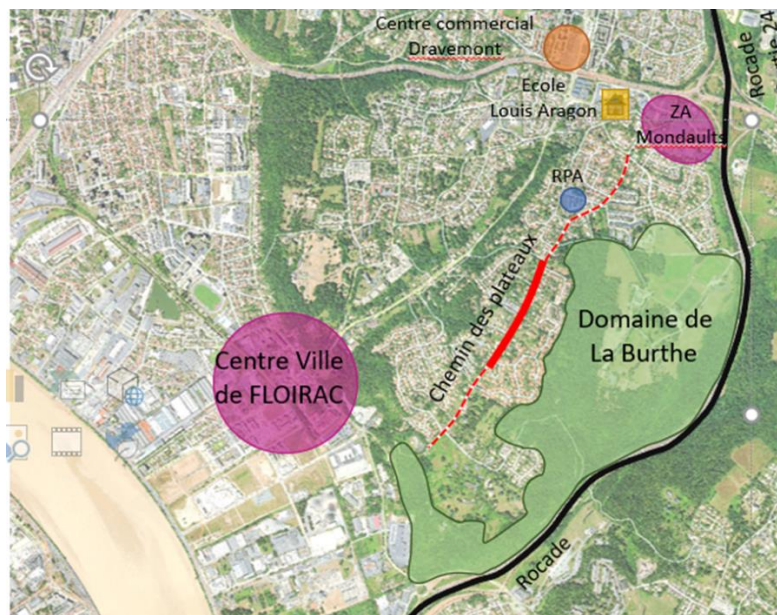 Centre commercial
Dravemont
Ecole
Louis Aragon
ZA
Mondaults
Rocade
RPA
Chemin des plateaux
Domaine de
La Burthe
Centre Ville
de FLOIRAC
Rocade